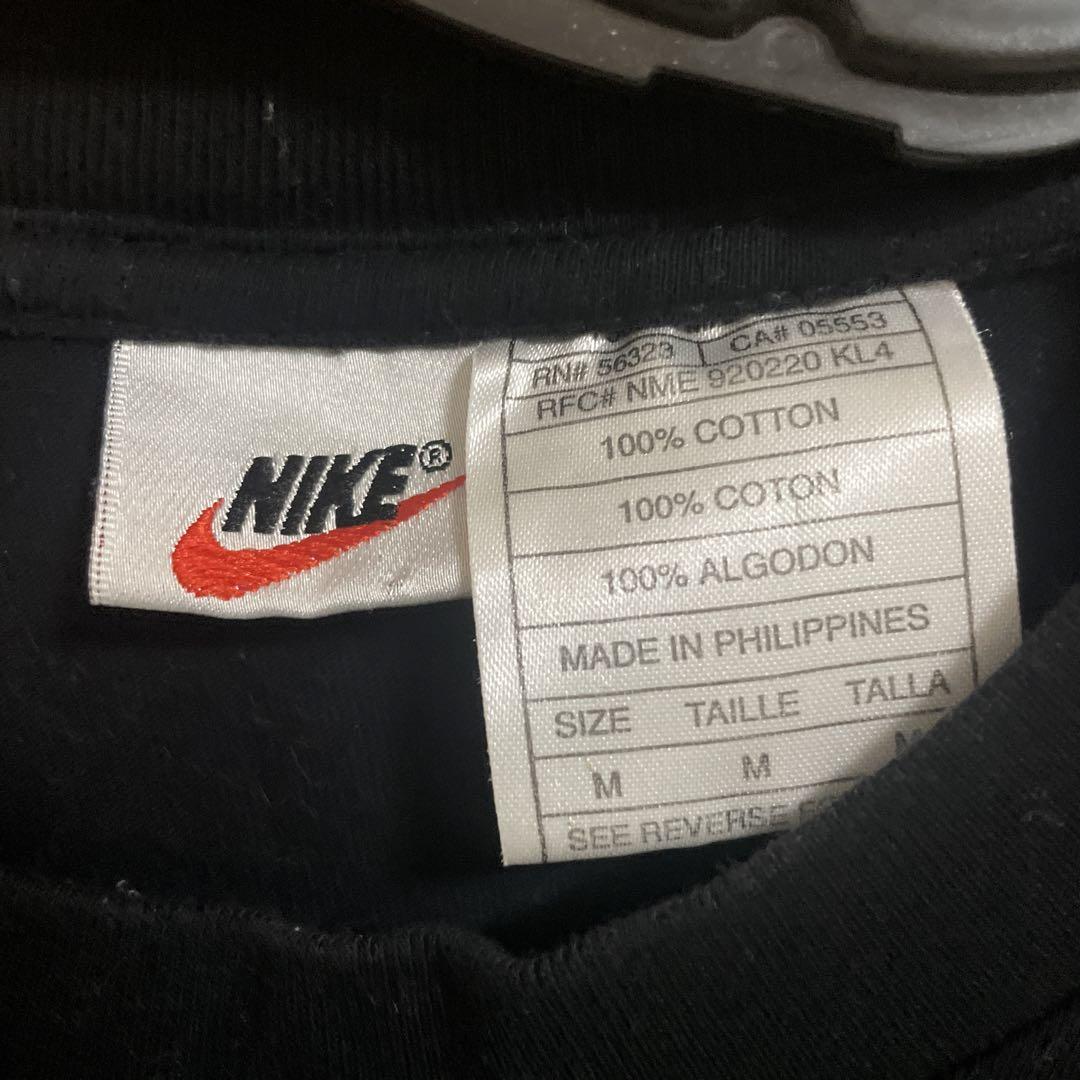 NIKE®
RN# 56323 CA# 05553
RFC# NME 920220 KL4
100% COTTON
100% COTON
100% ALGODON
MADE IN PHILIPPINES
SIZE TAILLE TALLA
M M M
SEE REVERSE